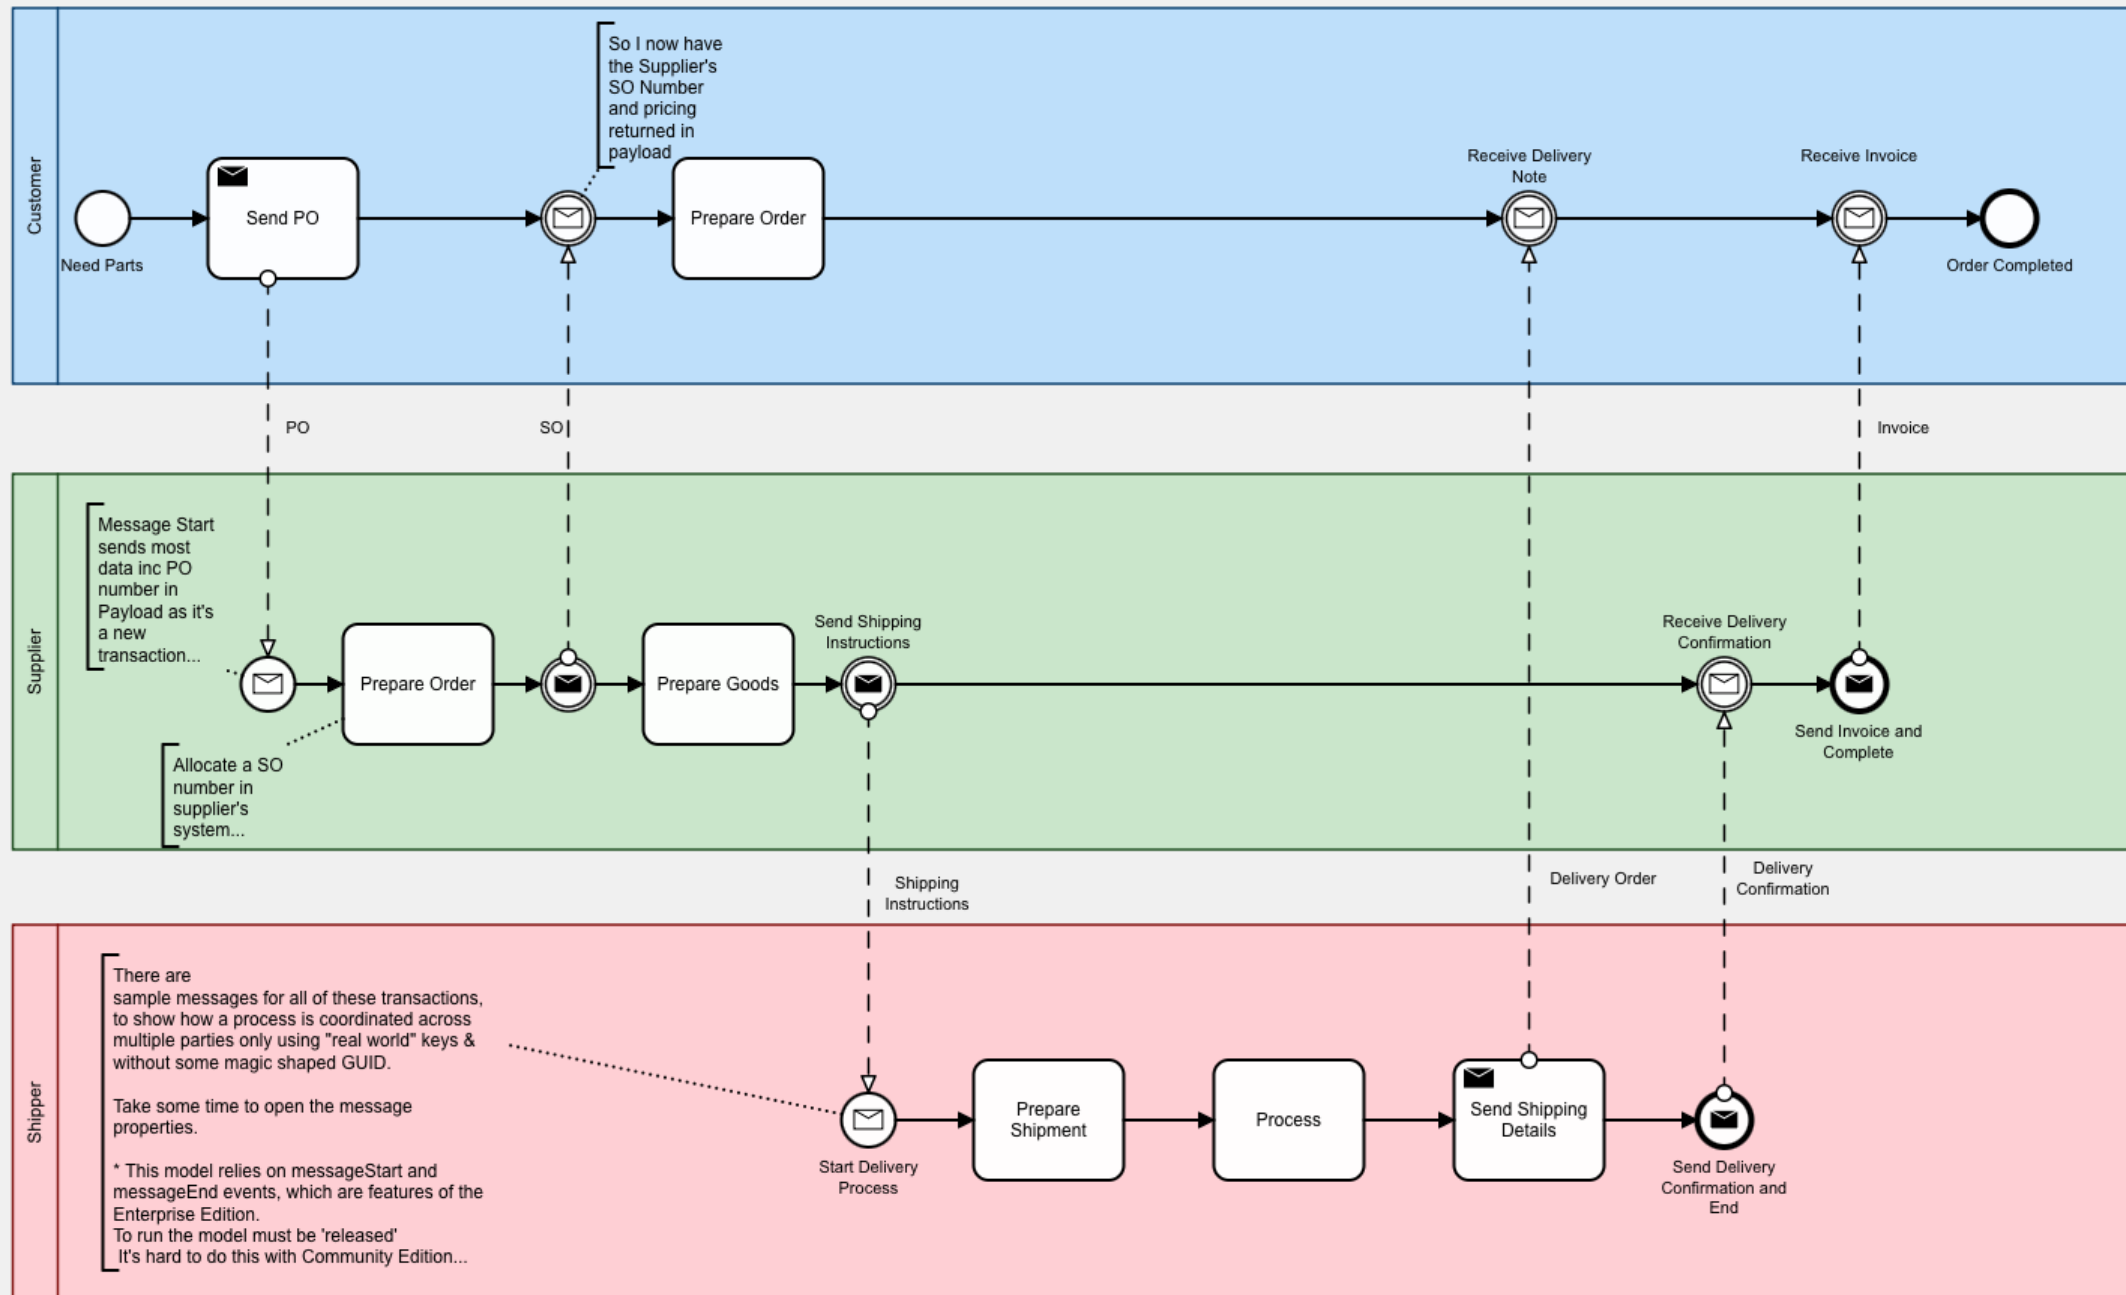 Customer
So I now have
the Supplier's
SO Number
and pricing
returned in
payload
Need Parts
Send PO
Prepare Order
Receive Delivery
Note
Receive Invoice
Order Completed
PO
SO
Invoice
Supplier
Message Start
sends most
data inc PO
number in
Payload as it's
a new
transaction...
Prepare Order
Allocate a SO
number in
supplier's
system...
Prepare Goods
Send Shipping
Instructions
Receive Delivery
Confirmation
Send Invoice and
Complete
Shipping
Instructions
Delivery Order
Delivery
Confirmation
Shipper
There are
sample messages for all of these transactions,
to show how a process is coordinated across
multiple parties only using "real world" keys &
without some magic shaped GUID.
Take some time to open the message
properties.
* This model relies on messageStart and
messageEnd events, which are features of the
Enterprise Edition.
To run the model must be 'released'
It's hard to do this with Community Edition...
Start Delivery
Process
Prepare
Shipment
Process
Send Shipping
Details
Send Delivery
Confirmation and
End